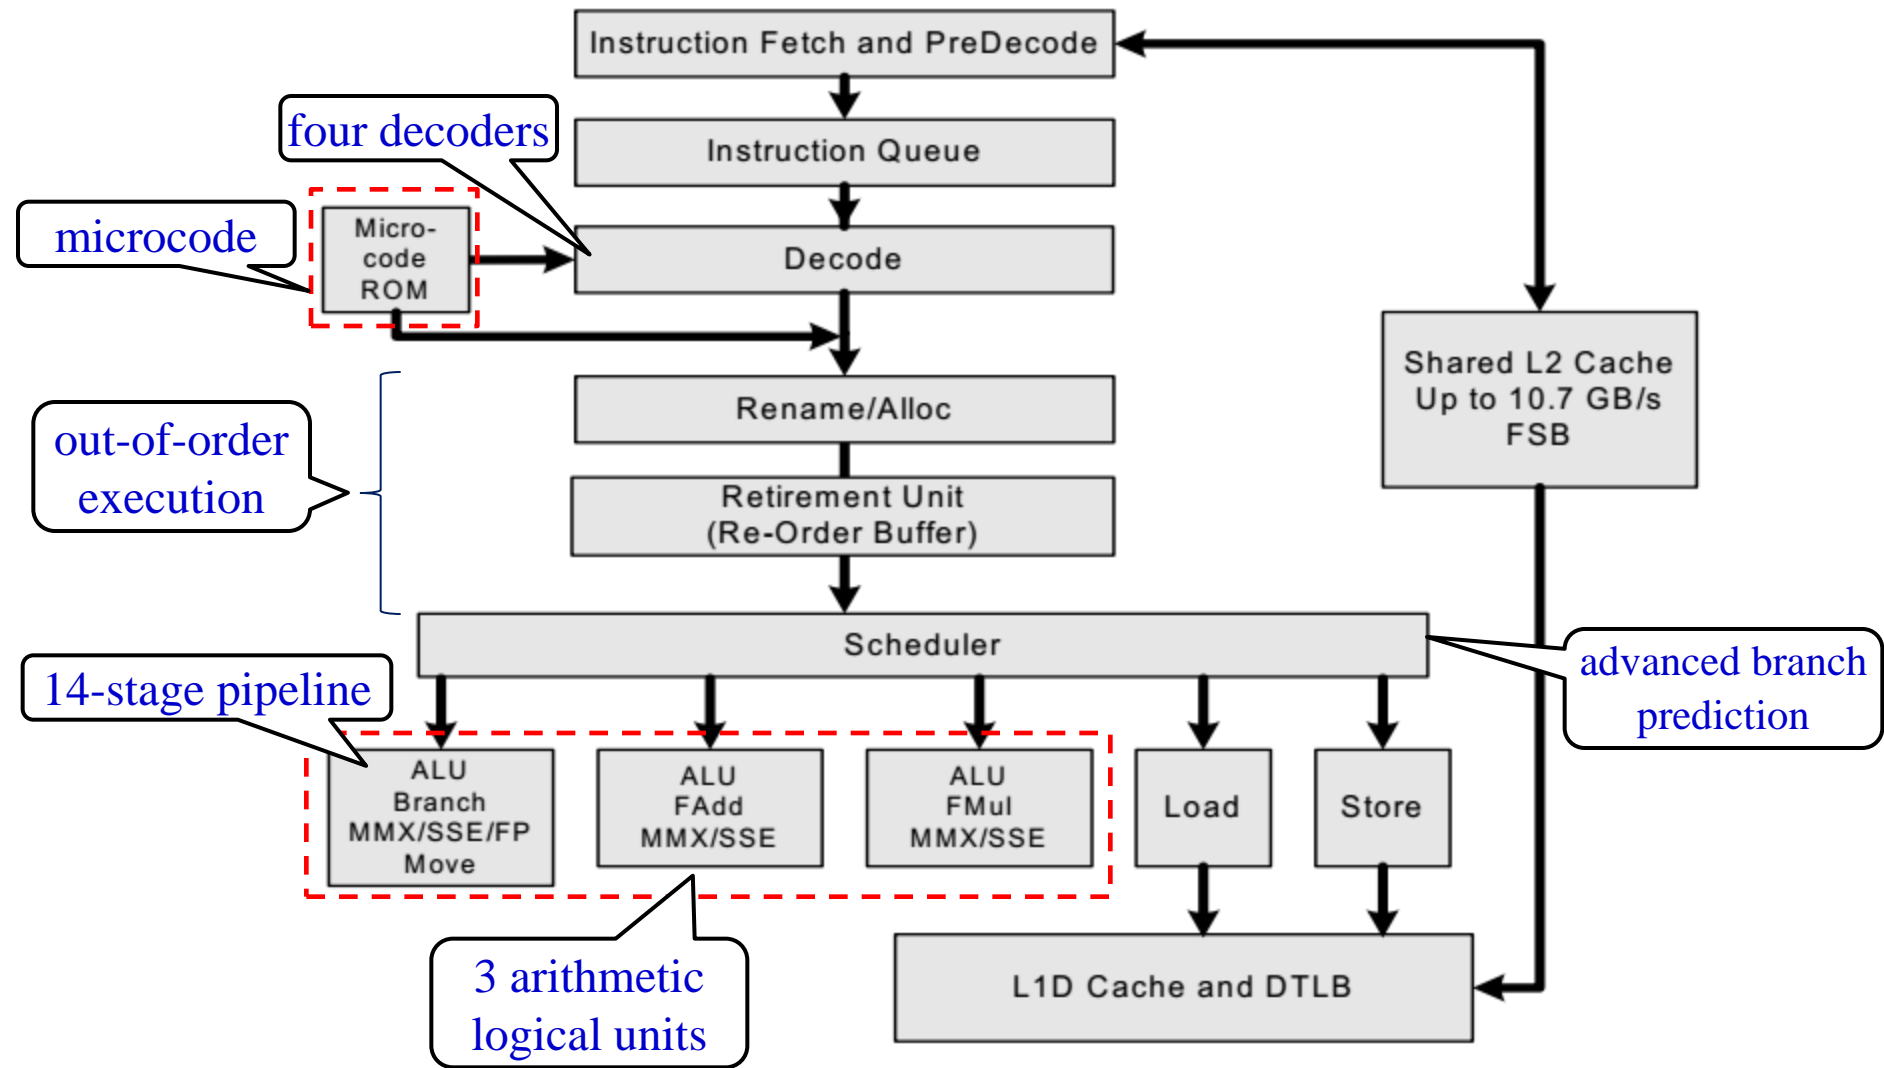 Instruction Fetch and PreDecode
four decoders
Instruction Queue
microcode
Micro-
code
ROM
Decode
Shared L2 Cache
Up to 10.7 GB/s
FSB
Rename/Alloc
out-of-order
execution
Retirement Unit
(Re-Order Buffer)
Scheduler
advanced branch
prediction
14-stage pipeline
ALU
Branch
MMX/SSE/FP
Move
ALU
FAdd
MMX/SSE
ALU
FMul
MMX/SSE
Load
Store
3 arithmetic
logical units
L1D Cache and DTLB